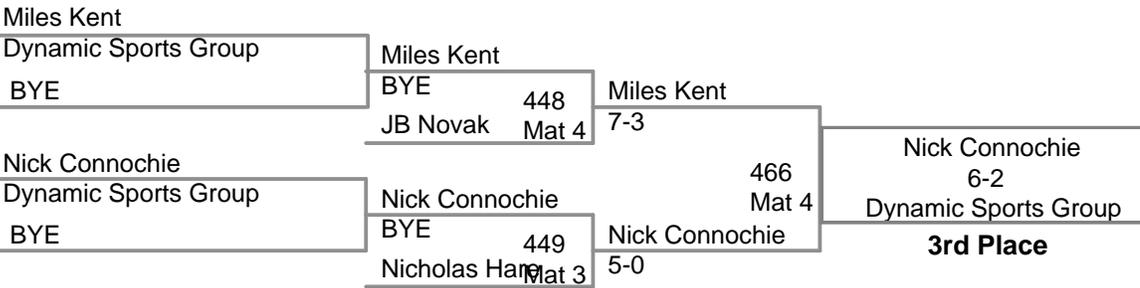 Miles Kent
Dynamic Sports Group
BYE
Miles Kent
BYE
JB Novak
448
Mat 4
Miles Kent
7-3
Nick Connochie
Dynamic Sports Group
BYE
Nick Connochie
BYE
Nicholas Hare
449
Mat 3
Nick Connochie
5-0
466
Mat 4
Nick Connochie
6-2
Dynamic Sports Group
3rd Place